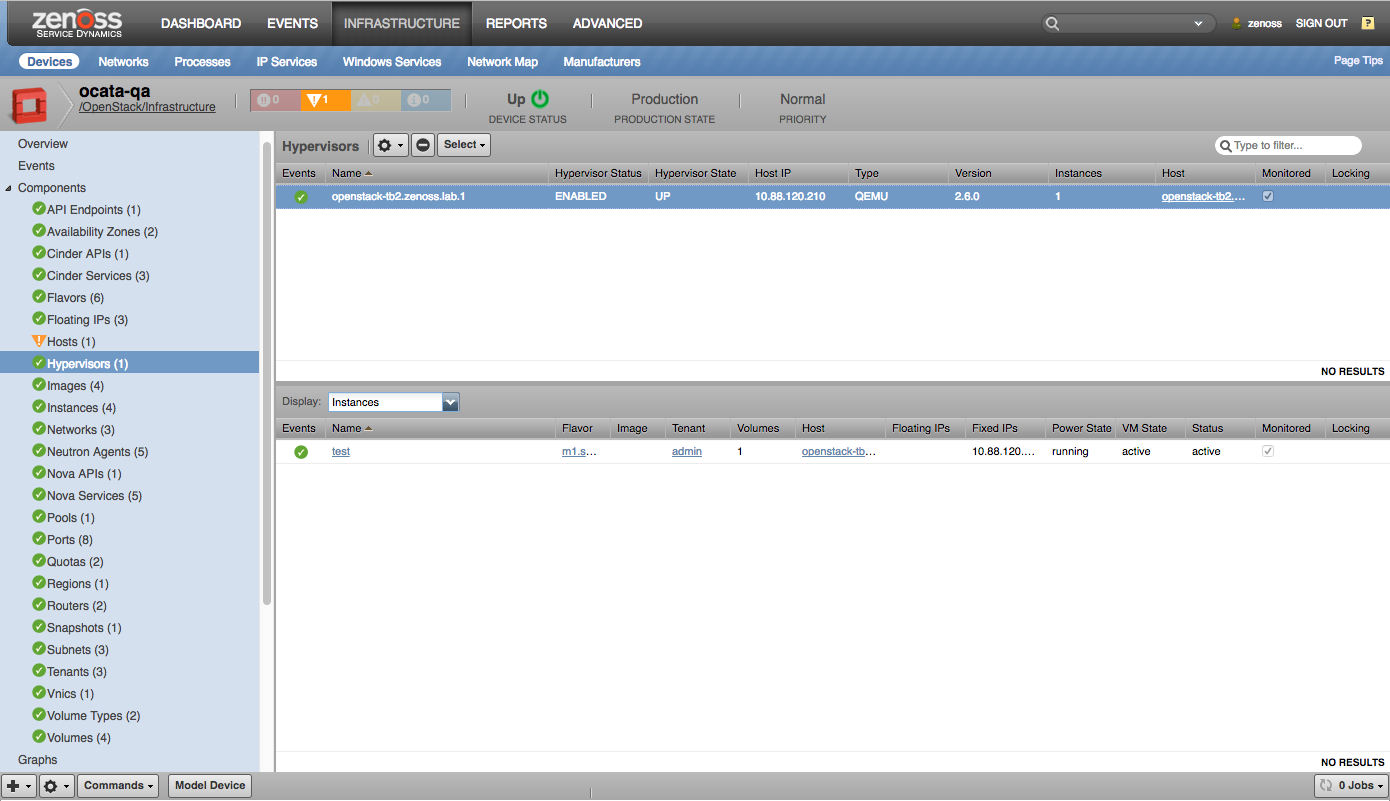 zenoss
SERVICE DYNAMICS
DASHBOARD EVENTS INFRASTRUCTURE REPORTS ADVANCED
zenoss SIGN OUT ?
Devices Networks Processes IP Services Windows Services Network Map Manufacturers Page Tips
ocata-qa
/OpenStack/Infrastructure
0 1 0 0
Up
DEVICE STATUS
Production
PRODUCTION STATE
Normal
PRIORITY
Overview
Events
Components
API Endpoints (1)
Availability Zones (2)
Cinder APIs (1)
Cinder Services (3)
Flavors (6)
Floating IPs (3)
Hosts (1)
Hypervisors (1)
Images (4)
Instances (4)
Networks (3)
Neutron Agents (5)
Nova APIs (1)
Nova Services (5)
Pools (1)
Ports (8)
Quotas (2)
Regions (1)
Routers (2)
Snapshots (1)
Subnets (3)
Tenants (3)
Vnics (1)
Volume Types (2)
Volumes (4)
Graphs
Hypervisors Select Type to filter...
Events Name Hypervisor Status Hypervisor State Host IP Type Version Instances Host Monitored Locking
openstack-tb2.zenoss.lab.1 ENABLED UP 10.88.120.210 QEMU 2.6.0 1 openstack-tb2....
NO RESULTS
Display: Instances
Events Name Flavor Image Tenant Volumes Host Floating IPs Fixed IPs Power State VM State Status Monitored Locking
test m1.s... admin 1 openstack-tb... 10.88.120.... running active active
NO RESULTS
Commands Model Device 0 Jobs